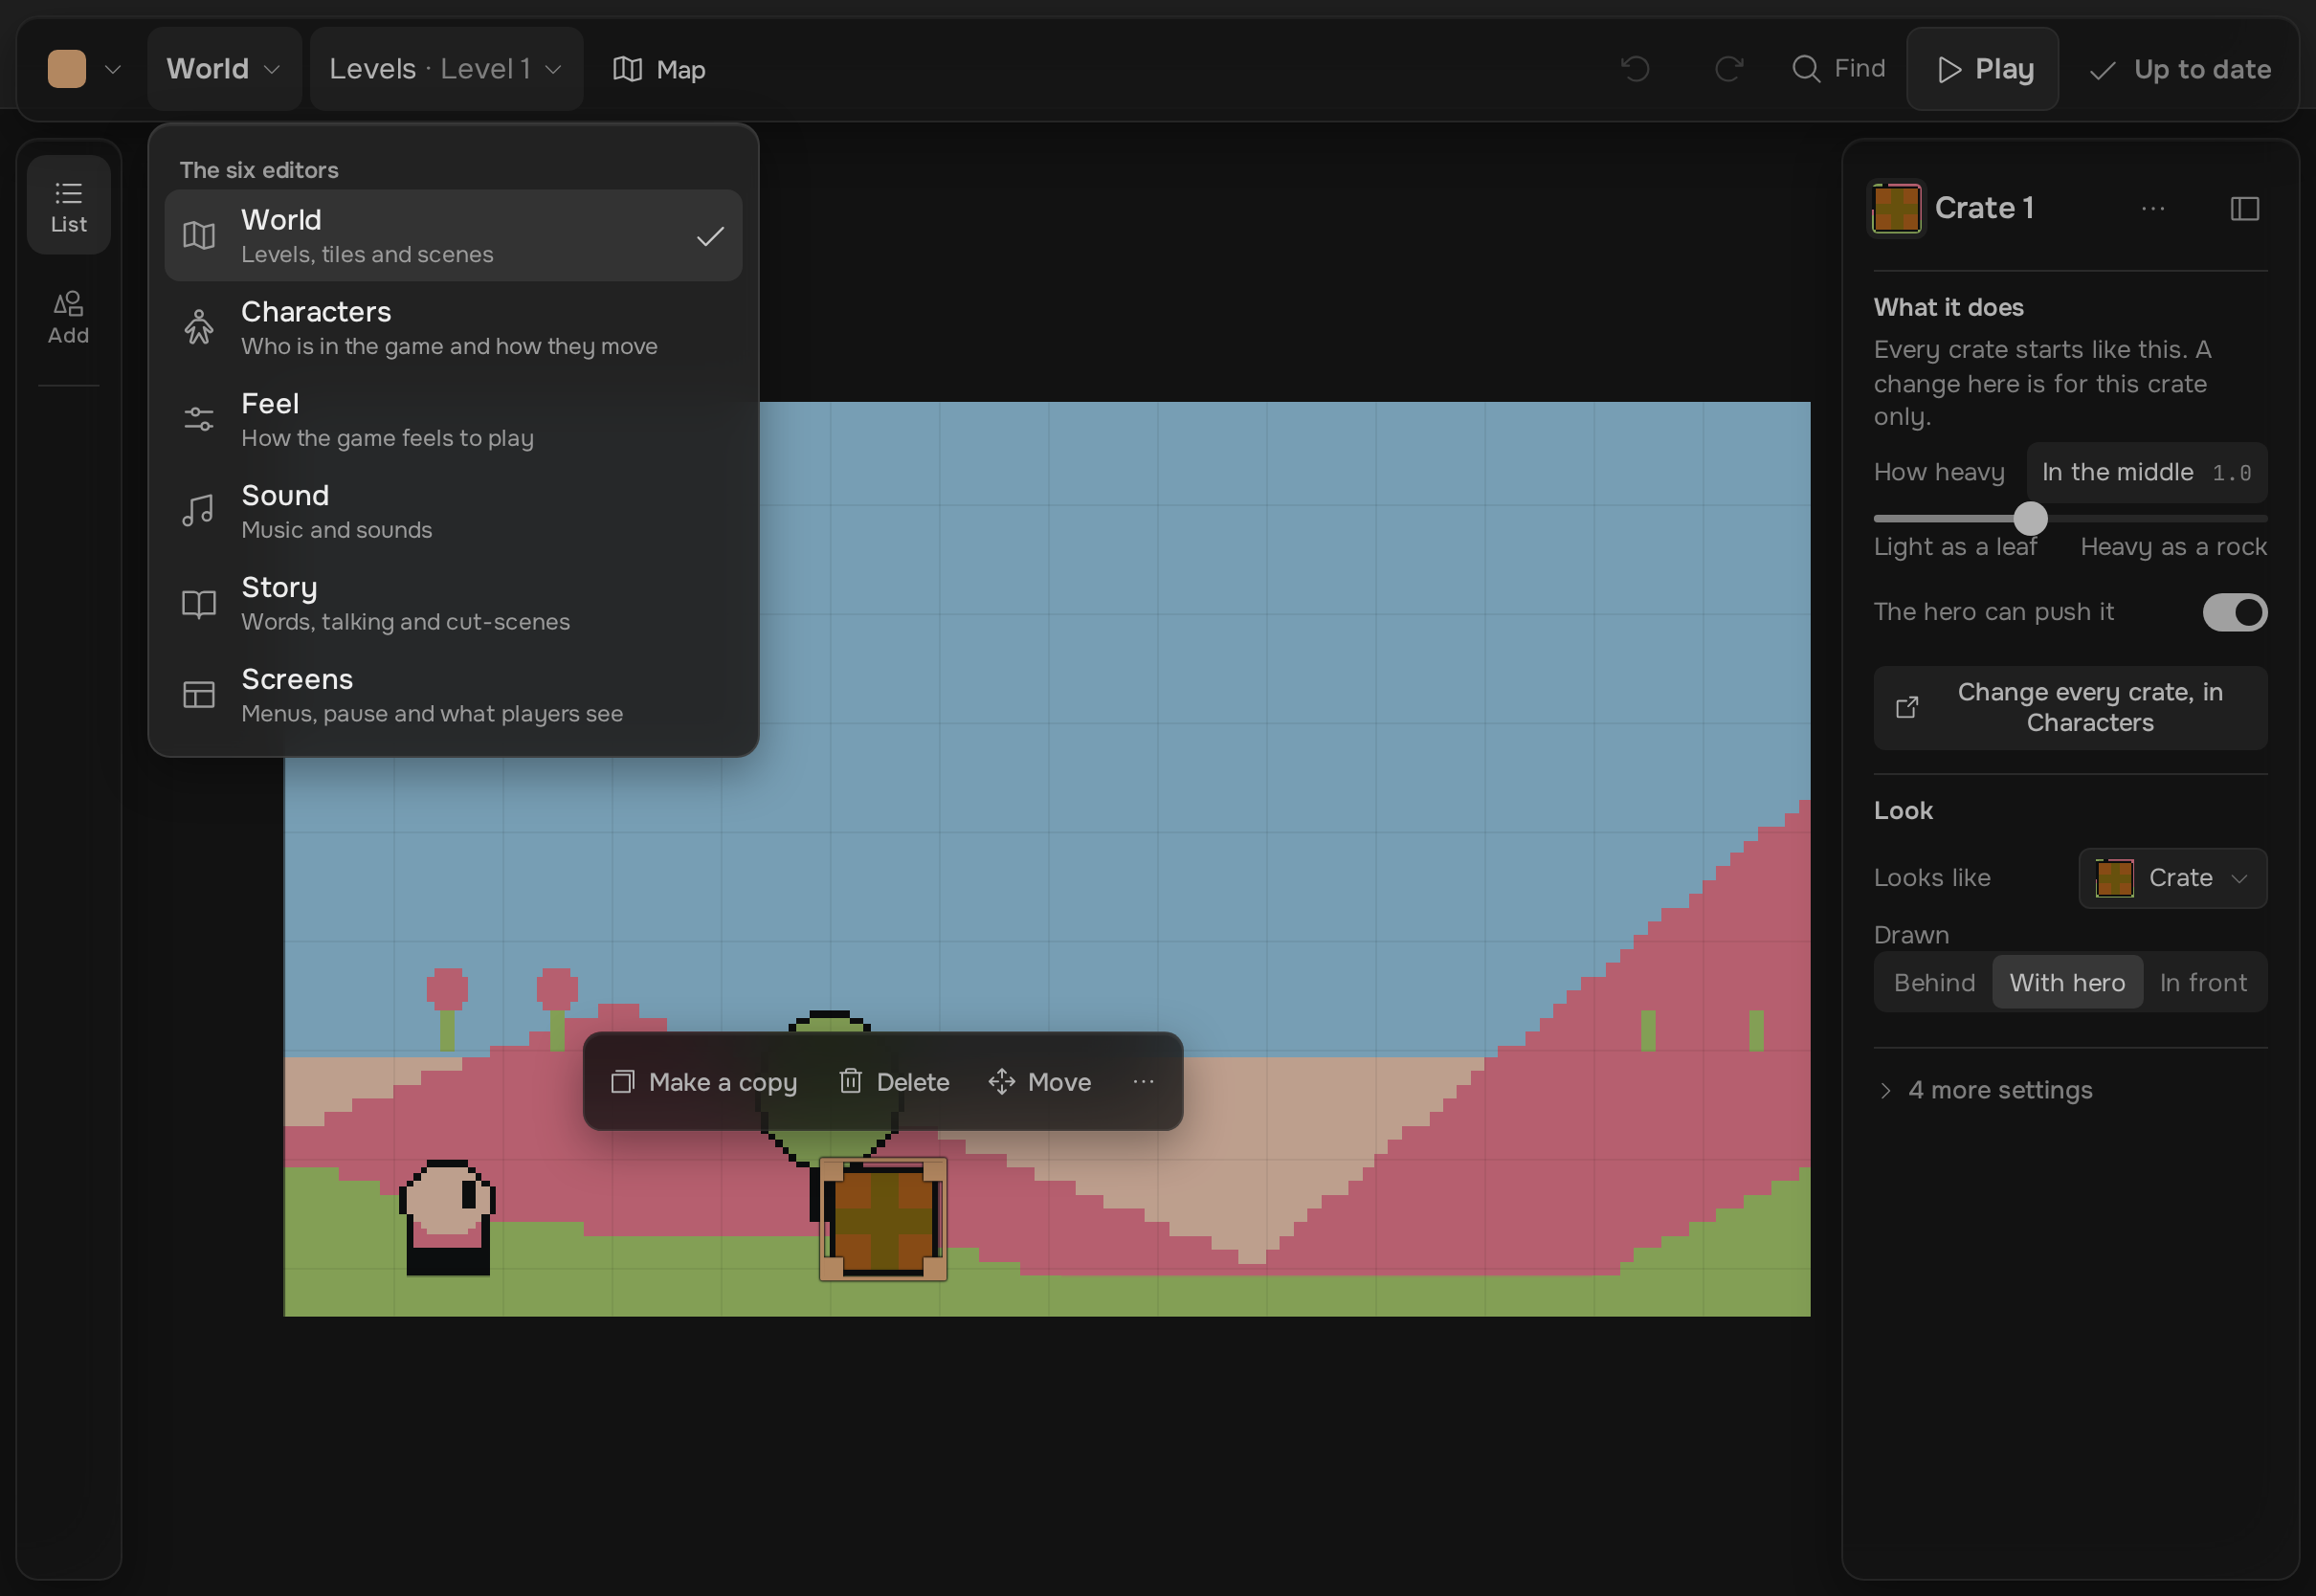 World
Levels · Level 1
Map
Find
Play
Up to date
List
Add
The six editors
World
Levels, tiles and scenes
Characters
Who is in the game and how they move
Feel
How the game feels to play
Sound
Music and sounds
Story
Words, talking and cut-scenes
Screens
Menus, pause and what players see
Make a copy
Delete
Move
Crate 1
What it does
Every crate starts like this. A
change here is for this crate
only.
How heavy
In the middle 1.0
Light as a leaf
Heavy as a rock
The hero can push it
Change every crate, in
Characters
Look
Looks like
Crate
Drawn
Behind
With hero
In front
4 more settings